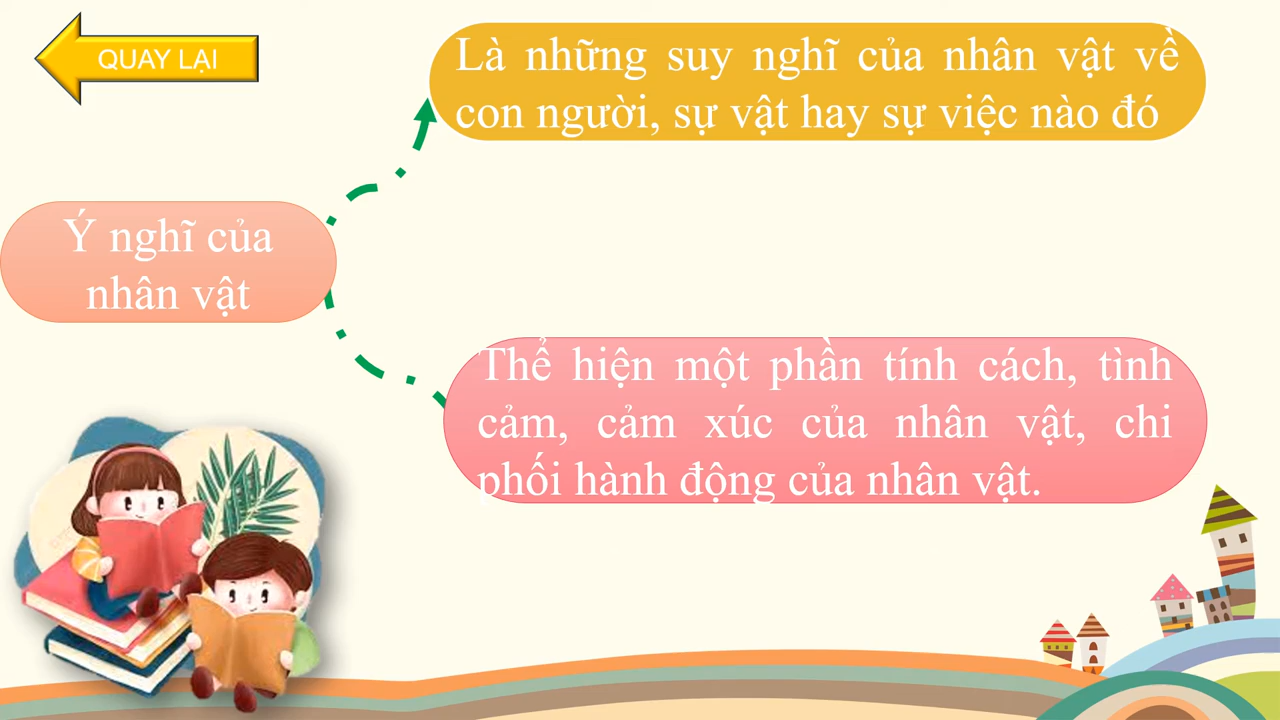 QUAY LẠI
Là những suy nghĩ của nhân vật về
con người, sự vật hay sự việc nào đó
Ý nghĩ của
nhân vật
Thể hiện một phần tính cách, tình
cảm, cảm xúc của nhân vật, chi
phối hành động của nhân vật.